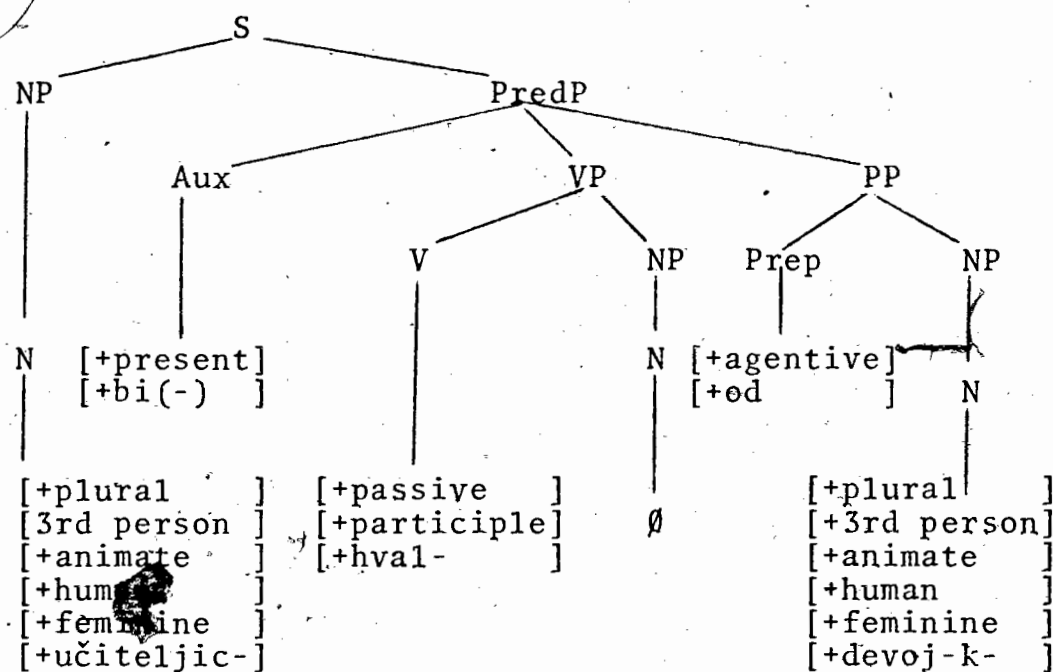 S
NP PredP
Aux VP PP
V NP Prep NP
N [+present] N [+agentive]
[+bi(-) ] [+od ] N
[+plural ] [+passive ] [+plural ]
[3rd person ] [+participle] Ø [+3rd person]
[+animate ] [+hval- ] [+animate ]
[+human ]
[+feminine ] [+feminine ]
[+učiteljic-] [+devoj-k- ]